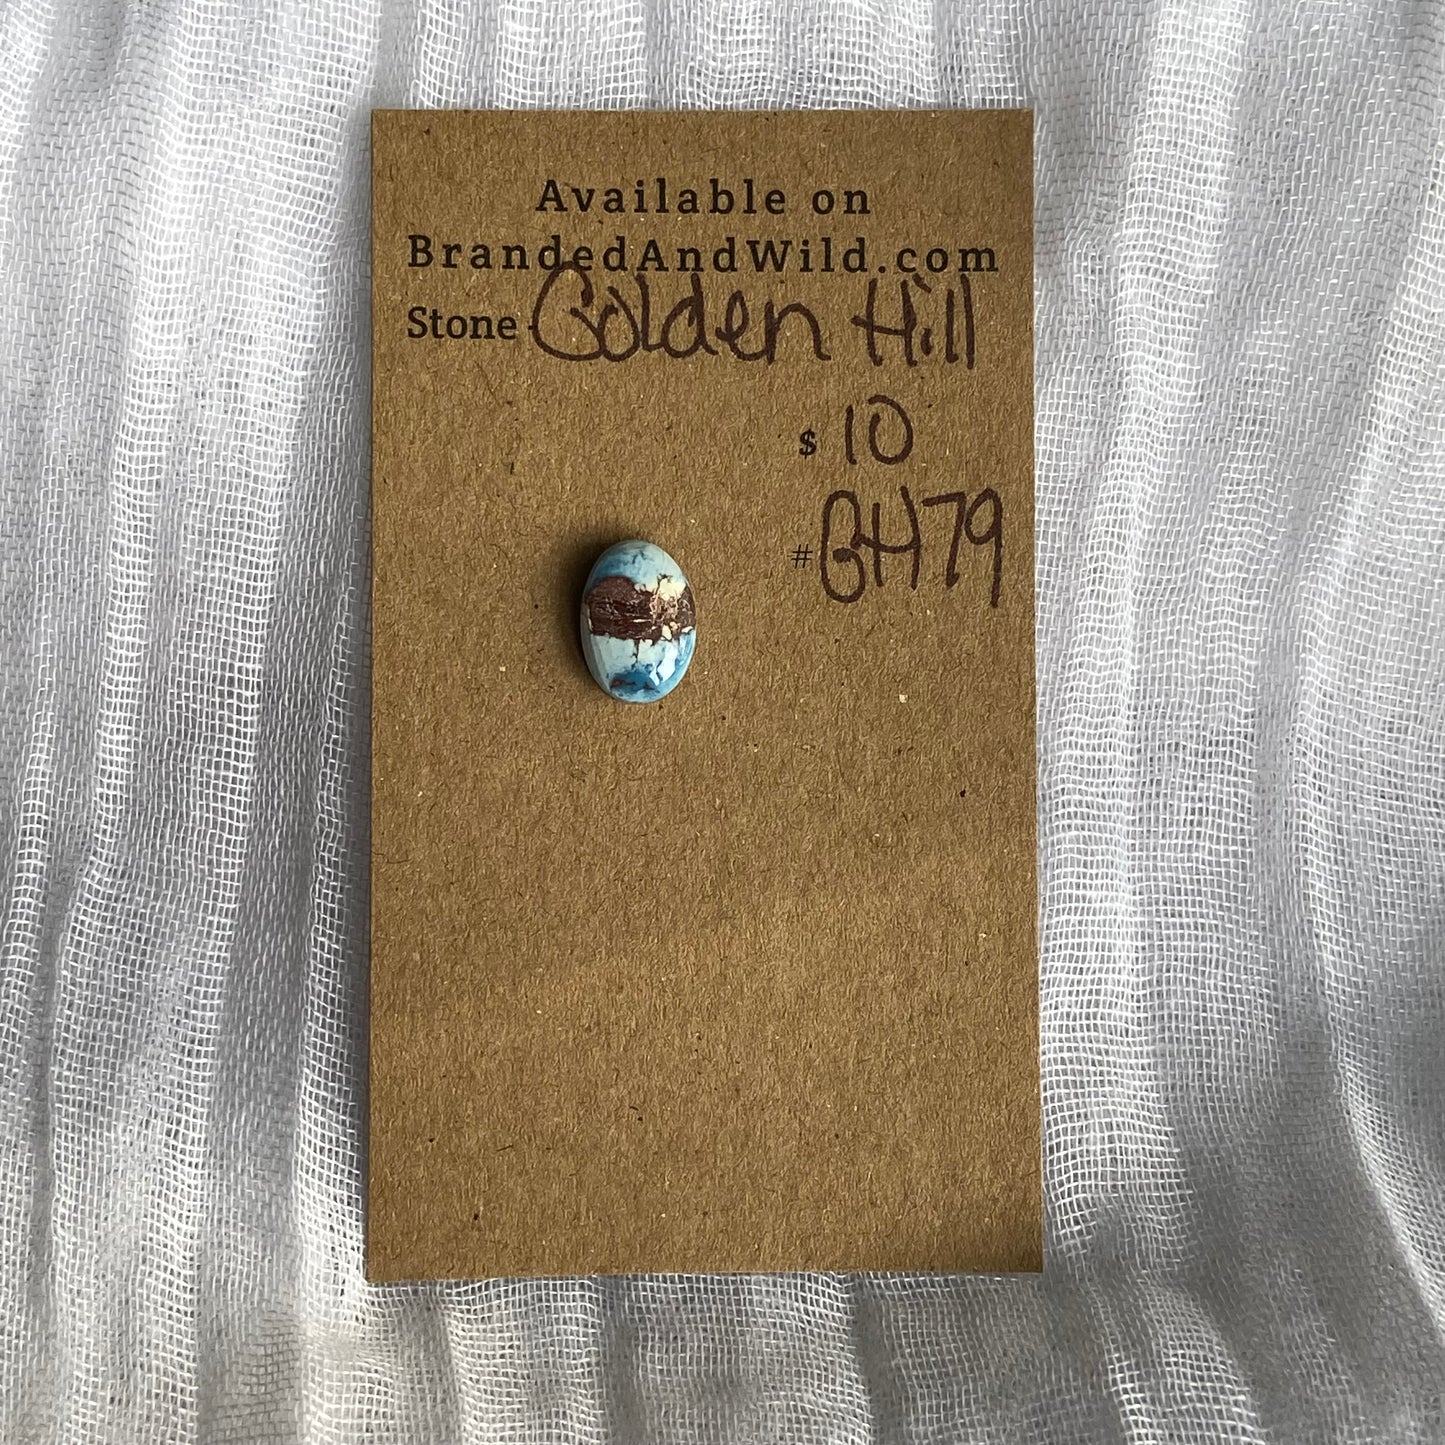 Available on
BrandedAndWild.com
Stone - Golden Hill
$ 10
# GH79